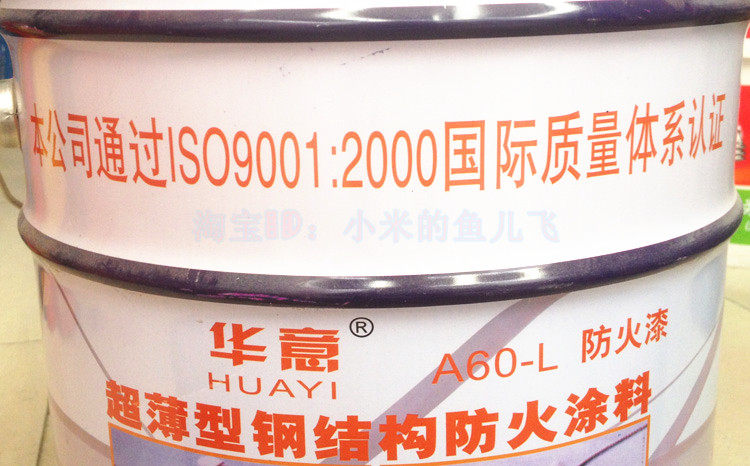 本公司通过ISO9001:2000国际质量体系认证
淘宝ID：小米的鱼儿飞
华意®
HUAYI
A60-L 防火漆
超薄型钢结构防火涂料